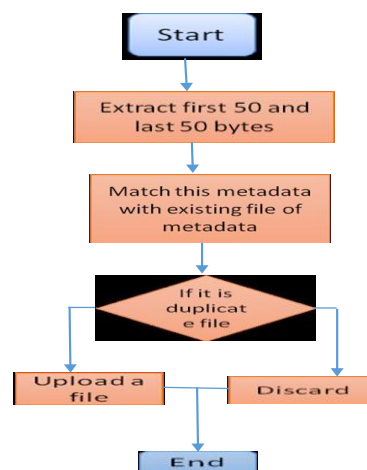 Start
Extract first 50 and
last 50 bytes
Match this metadata
with existing file of
metadata
If it is
duplicat
e file
Upload a
file
Discard
End